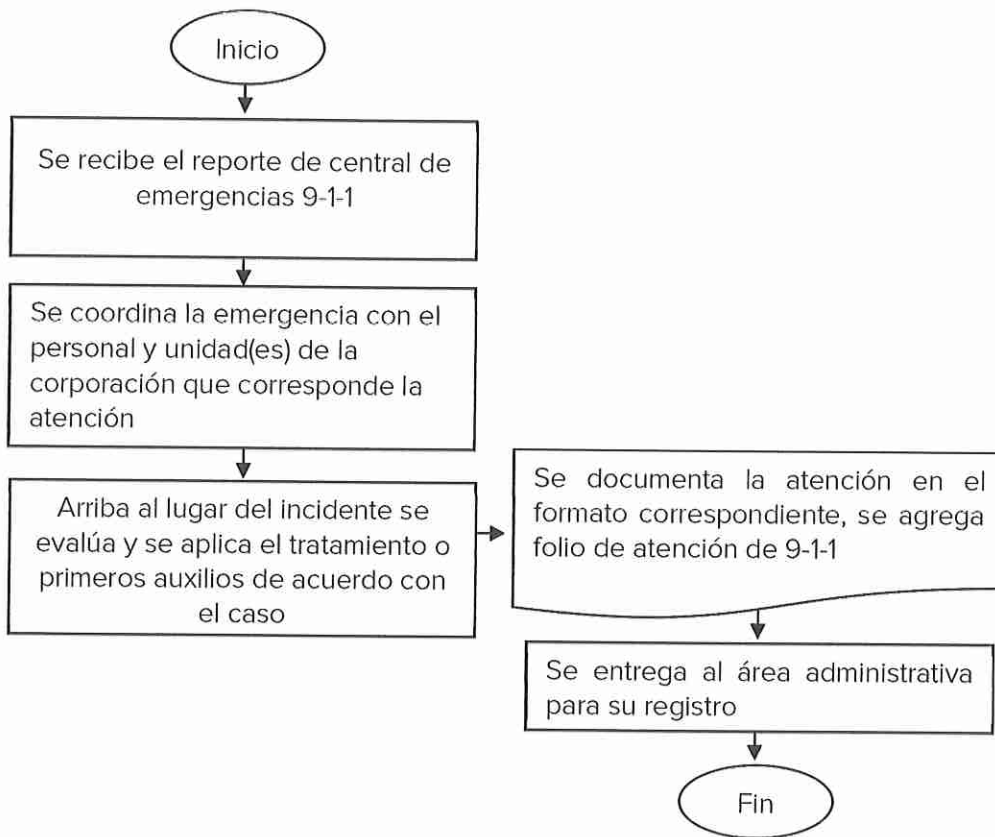 Inicio
Se recibe el reporte de central de
emergencias 9-1-1
Se coordina la emergencia con el
personal y unidad(es) de la
corporación que corresponde la
atención
Arriba al lugar del incidente se
evalúa y se aplica el tratamiento o
primeros auxilios de acuerdo con
el caso
Se documenta la atención en el
formato correspondiente, se agrega
folio de atención de 9-1-1
Se entrega al área administrativa
para su registro
Fin